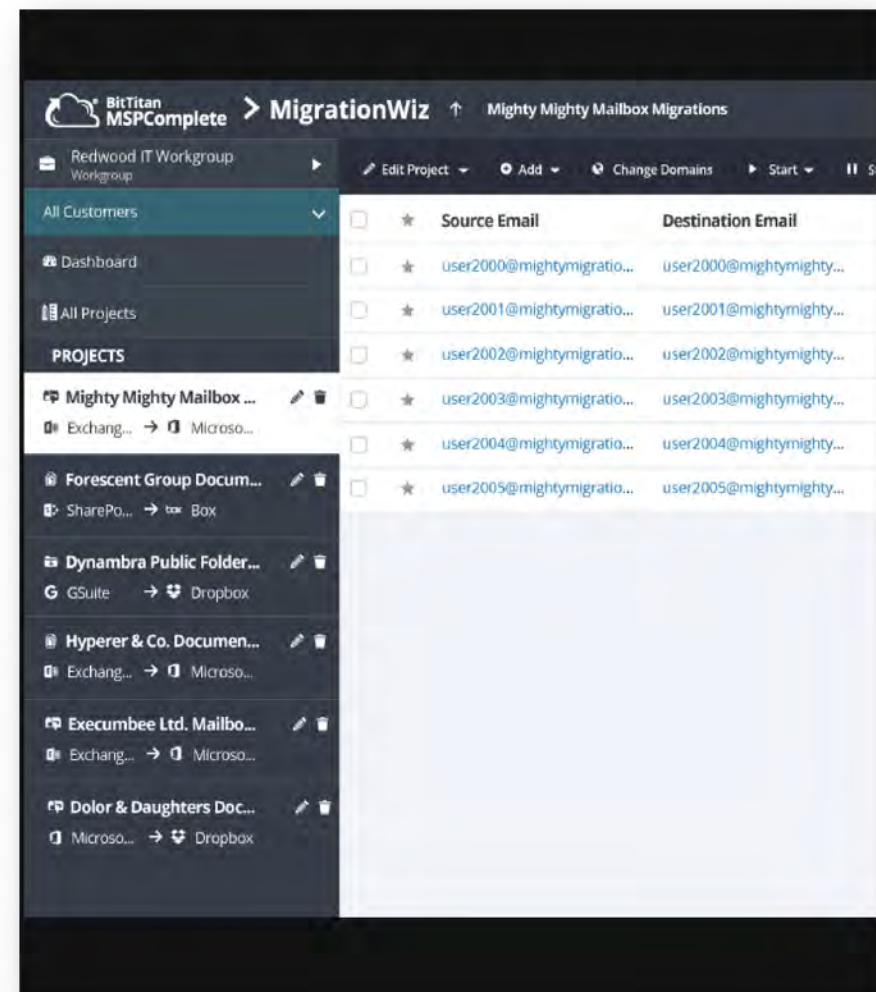 BitTitan
MSPComplete > MigrationWiz ↑ Mighty Mighty Mailbox Migrations
Redwood IT Workgroup
Workgroup
Edit Project Add Change Domains Start
All Customers
Source Email Destination Email
Dashboard
user2000@mightymigratio... user2000@mightymighty...
All Projects
user2001@mightymigratio... user2001@mightymighty...
PROJECTS
user2002@mightymigratio... user2002@mightymighty...
Mighty Mighty Mailbox ...
user2003@mightymigratio... user2003@mightymighty...
Exchang... → Microso...
user2004@mightymigratio... user2004@mightymighty...
Forescent Group Docum...
user2005@mightymigratio... user2005@mightymighty...
SharePo... → box Box
Dynambra Public Folder...
G GSuite → Dropbox
Hyperer & Co. Documen...
Exchang... → Microso...
Execumbee Ltd. Mailbo...
Exchang... → Microso...
Dolor & Daughters Doc...
Microso... → Dropbox